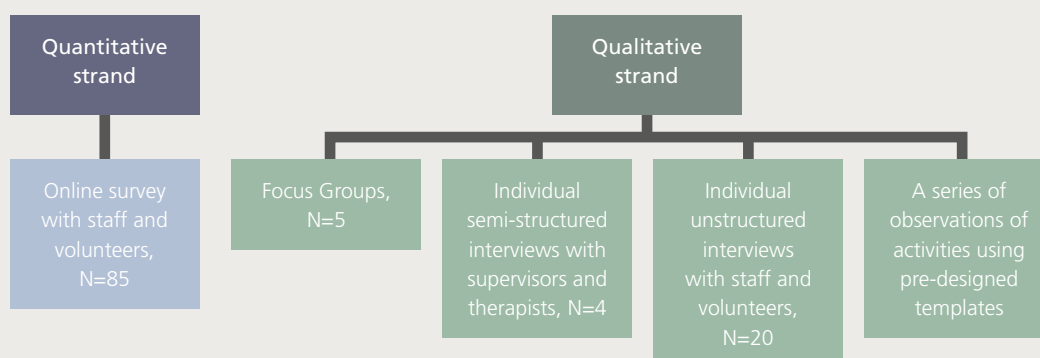 Quantitative
strand
Qualitative
strand
Online survey
with staff and
volunteers,
N=85
Focus Groups,
N=5
Individual
semi-structured
interviews with
supervisors and
therapists, N=4
Individual
unstructured
interviews
with staff and
volunteers,
N=20
A series of
observations of
activities using
pre-designed
templates